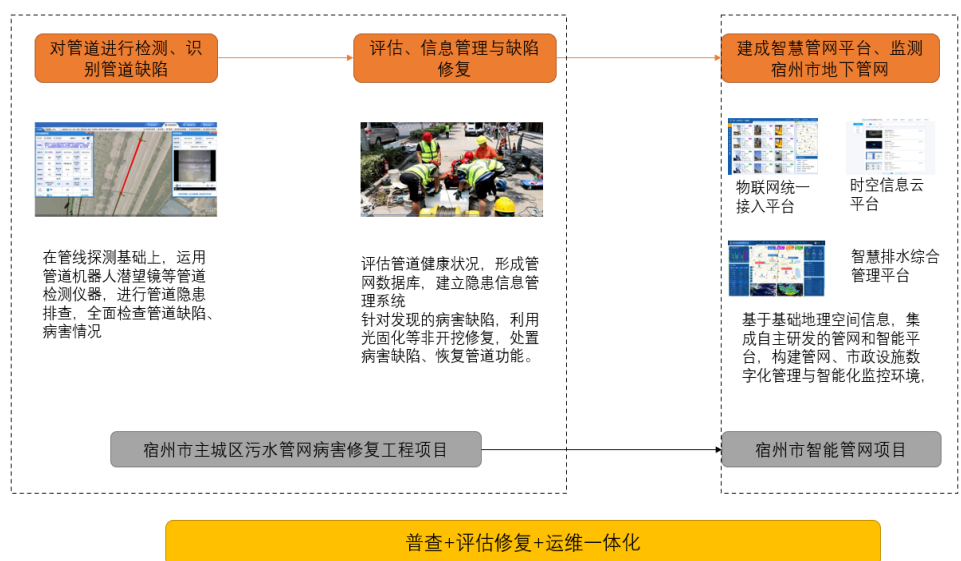 对管道进行检测、识
别管道缺陷
评估、信息管理与缺陷
修复
建成智慧管网平台、监测
宿州市地下管网
物联网统一
接入平台
时空信息云
平台
智慧排水综合
管理平台
在管线探测基础上，运用
管道机器人潜望镜等管道
检测仪器，进行管道隐患
排查，全面检查管道缺陷、
病害情况
评估管道健康状况，形成管
网数据库，建立隐患信息管
理系统
针对发现的病害缺陷，利用
光固化等非开挖修复，处置
病害缺陷、恢复管道功能。
基于基础地理空间信息，集
成自主研发的管网和智能平
台，构建管网、市政设施数
字化管理与智能化监控环境，
宿州市主城区污水管网病害修复工程项目
宿州市智能管网项目
普查+评估修复+运维一体化